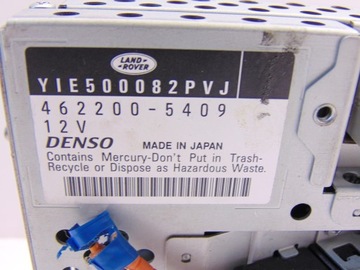 LAND-
ROVER
YIE500082PVJ
462200-5409
12V
DENSO MADE IN JAPAN
Contains Mercury-Don't Put in Trash-
Recycle or Dispose as Hazardous Waste.